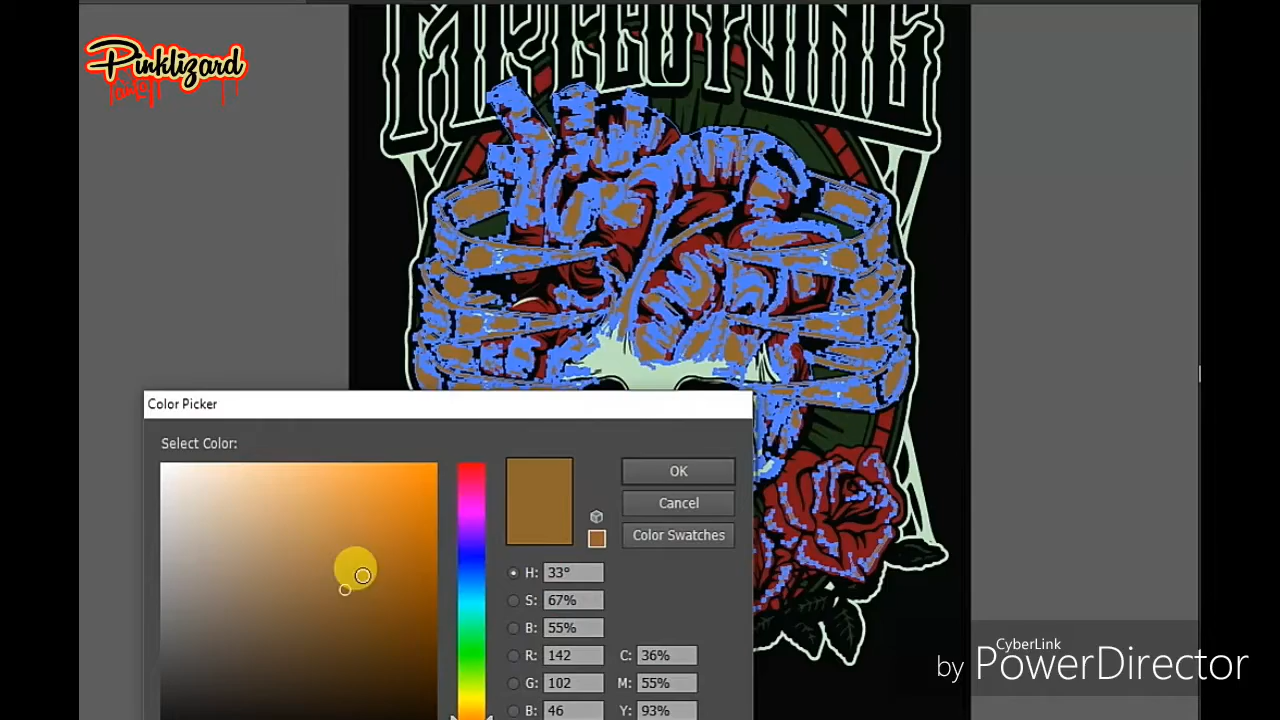 Pinklizard
Color Picker
Select Color:
OK
Cancel
Color Swatches
H: 33°
S: 67%
B: 55%
R: 142 C: 36%
G: 102 M: 55%
B: 46 Y: 93%
CyberLink
by PowerDirector